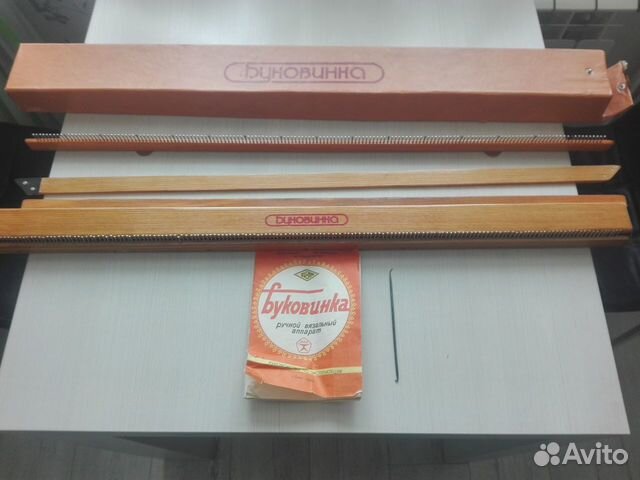 Буковинка
Буковинка
Буковинка
ручной вязальный
аппарат
Avito